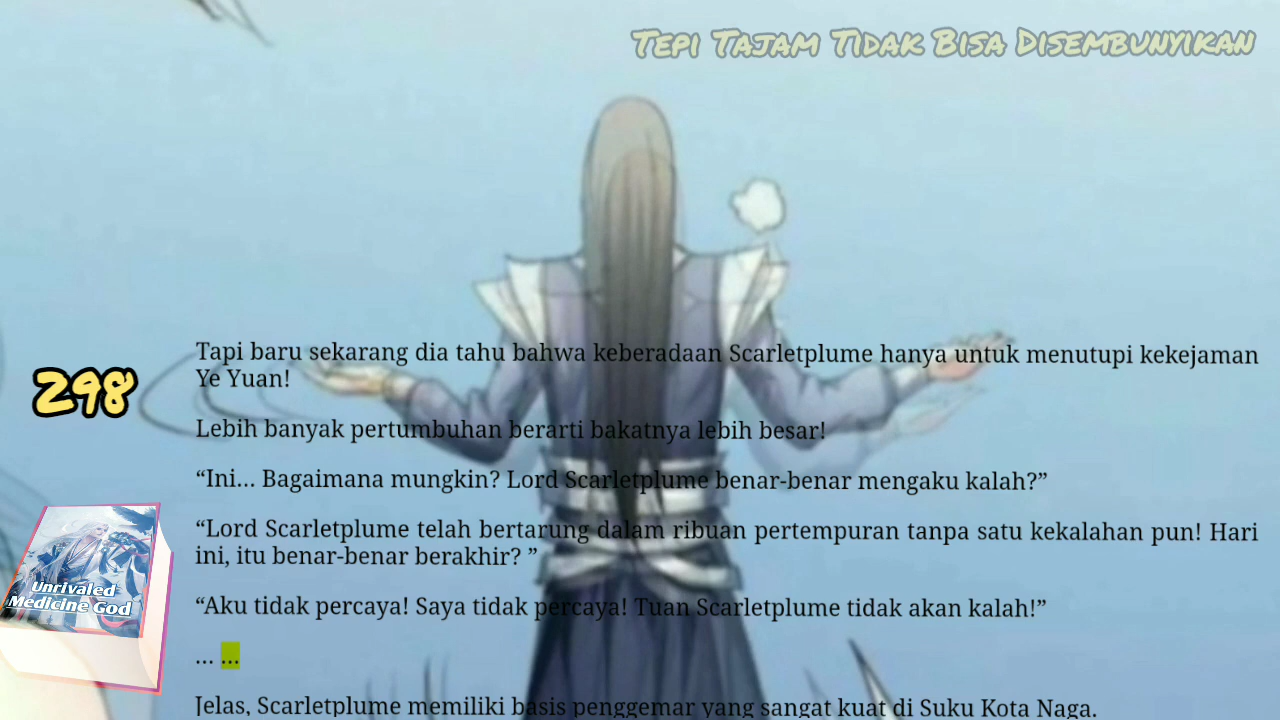 Tepi Tajam Tidak Bisa Disembunyikan
Tapi baru sekarang dia tahu bahwa keberadaan Scarletplume hanya untuk menutupi kekejaman
Ye Yuan!
298
Lebih banyak pertumbuhan berarti bakatnya lebih besar!
“Ini… Bagaimana mungkin? Lord Scarletplume benar-benar mengaku kalah?”
“Lord Scarletplume telah bertarung dalam ribuan pertempuran tanpa satu kekalahan pun! Hari
ini, itu benar-benar berakhir? ”
Unrivaled
Medicine God
“Aku tidak percaya! Saya tidak percaya! Tuan Scarletplume tidak akan kalah!”
… …
Jelas, Scarletplume memiliki basis penggemar yang sangat kuat di Suku Kota Naga.